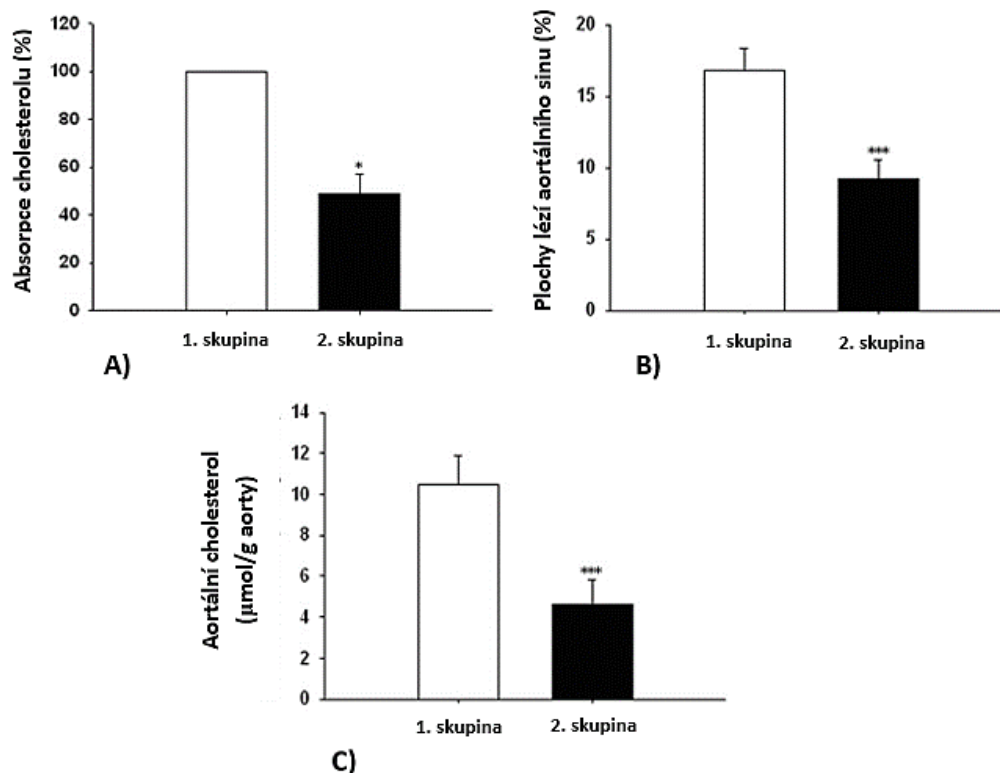 Absorpce cholesterolu (%)
120
100
80
60
40
20
0
*
1. skupina
2. skupina
A)
Plochy lézí aortálního sinu (%)
20
15
10
5
0
***
1. skupina
2. skupina
B)
Aortální cholesterol
(μmol/g aorty)
14
12
10
8
6
4
2
0
***
1. skupina
2. skupina
C)